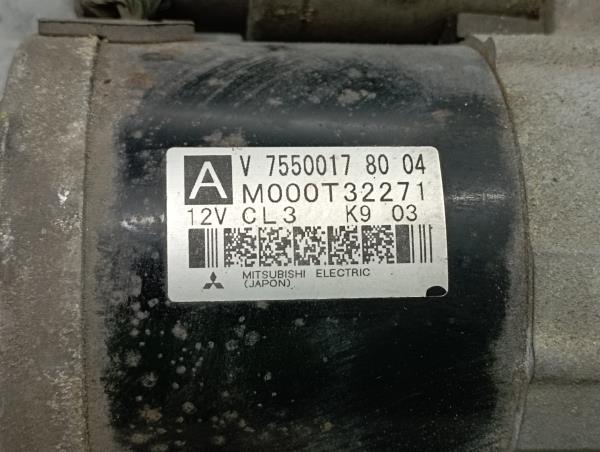 A V 7550017 80 04
M000T32271
12V CL3 K9 03
MITSUBISHI ELECTRIC
(JAPON)